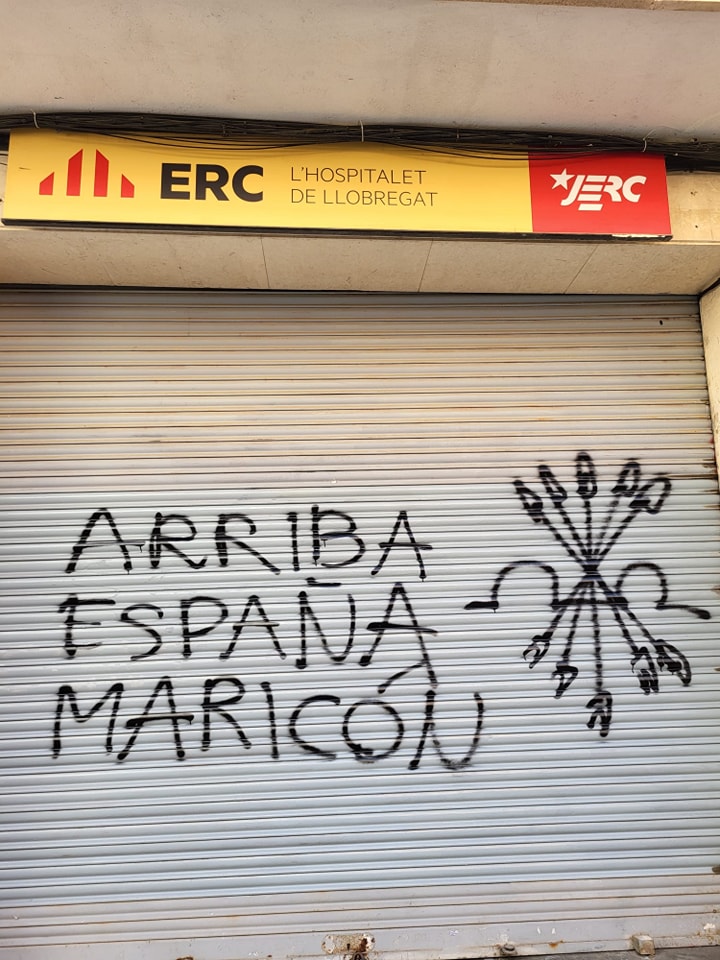 ERC
L'HOSPITALET
DE LLOBREGAT
JERC
ARRIBA
ESPAÑA
MARICÓN